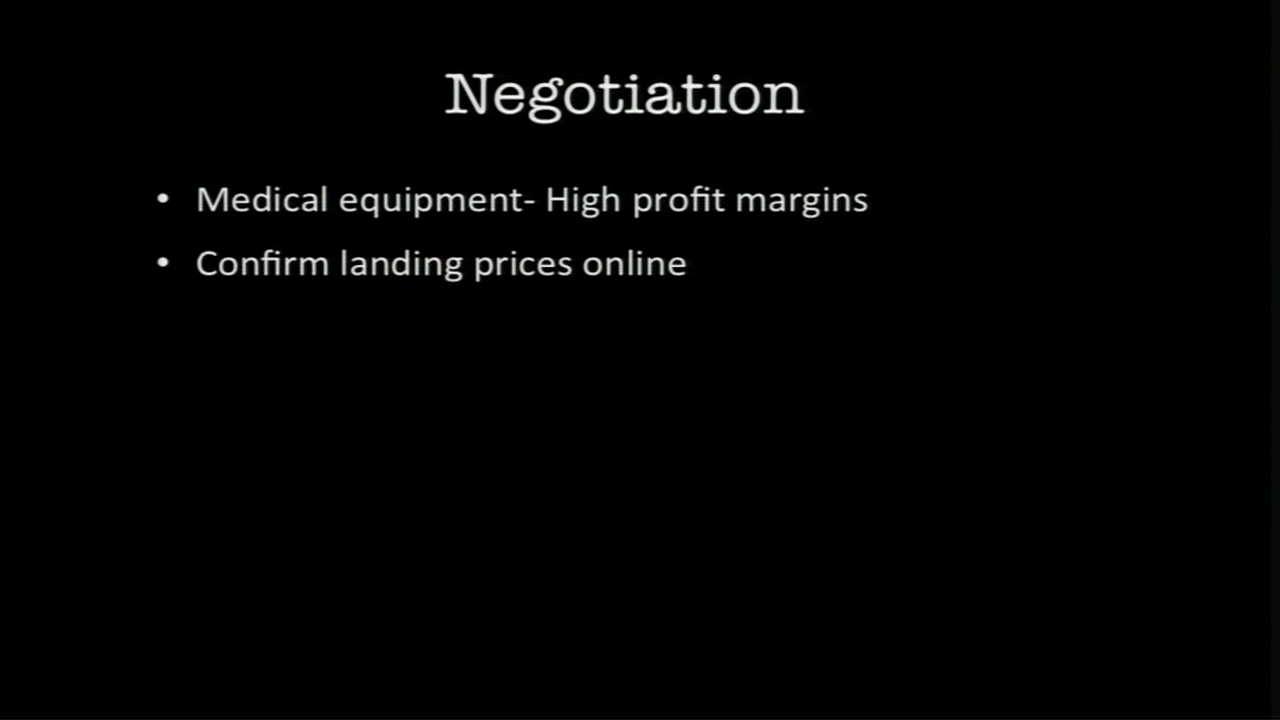 Negotiation
• Medical equipment- High profit margins
• Confirm landing prices online